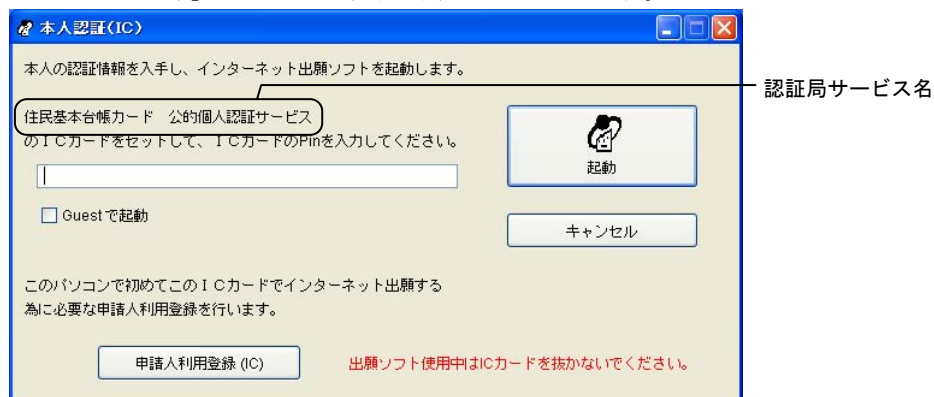 本人認証(IC)
本人の認証情報を入手し、インターネット出願ソフトを起動します。
認証局サービス名
住民基本台帳カード 公的個人認証サービス
のICカードをセットして、ICカードのPinを入力してください。
起動
Guestで起動
キャンセル
このパソコンで初めてこのICカードでインターネット出願する
為に必要な申請人利用登録を行います。
申請人利用登録(IC)
出願ソフト使用中はICカードを抜かないでください。